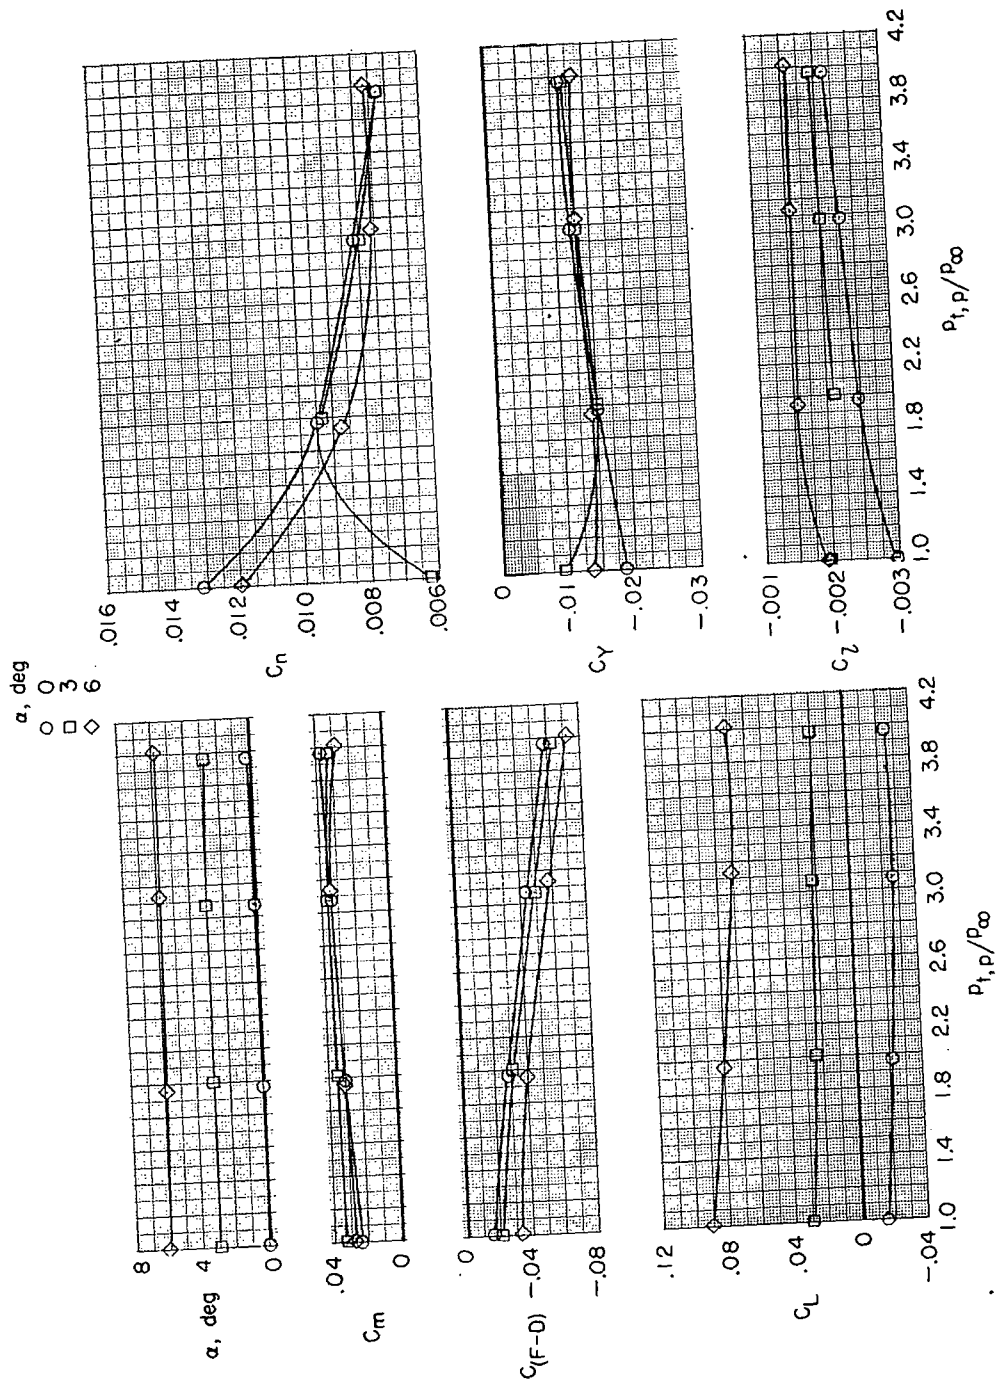 α, deg
○ 0
□ 3
◇ 6
8
4
0
α, deg
.04
0
Cm
0
-.04
-.08
C(F-D)
.12
.08
.04
0
-.04
CL
1.0 1.4 1.8 2.2 2.6 3.0 3.4 3.8 4.2
pt,p/p∞
.016
.014
.012
.010
.008
.006
Cn
0
-.01
-.02
-.03
CY
-.001
-.002
-.003
Cl
1.0 1.4 1.8 2.2 2.6 3.0 3.4 3.8 4.2
pt,p/p∞